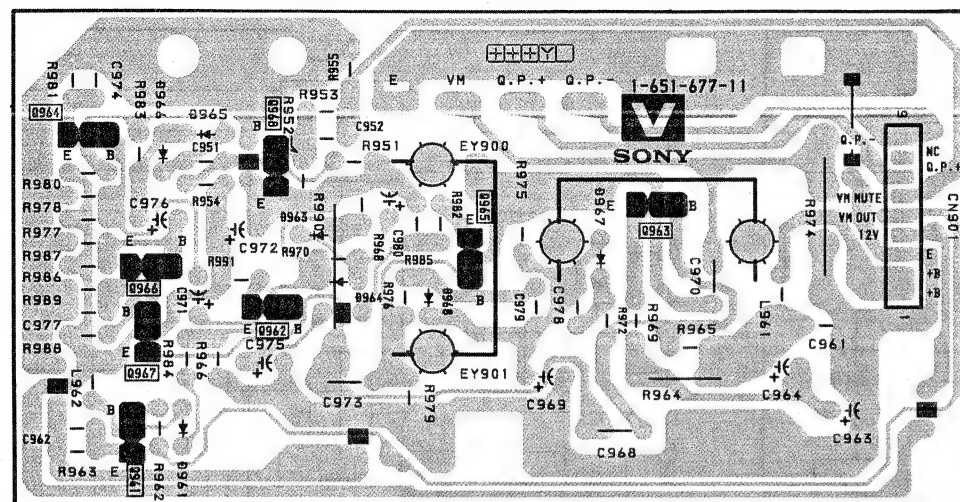 E VM Q.P.+ Q.P.-
1-651-677-11
V
SONY
R981
C974
R983
D966
D965
C951
Q964
E B
R980
R978
C976
R954
R977
E B
R987
R991
R986
Q966
R989
C971
C977
B
E
R988
Q967
R984
R966
L962
B
C962
E
R963
Q961
R962
D961
R955
R953
Q960
R952
B
E
C952
R951
EY900
D963
R907
C972
R970
R968
C980
R982
Q965
E
R985
B
D964
R976
D968
E B
Q962
C975
C973
R979
EY901
R975
D967
E B
Q963
C979
C978
R972
R969
C970
R965
L961
R974
C961
C969
R964
C964
C968
C963
9
Q.P.-
NC
Q.P.+
VM MUTE
VM OUT
12V
E
+B
+B
1
CN901